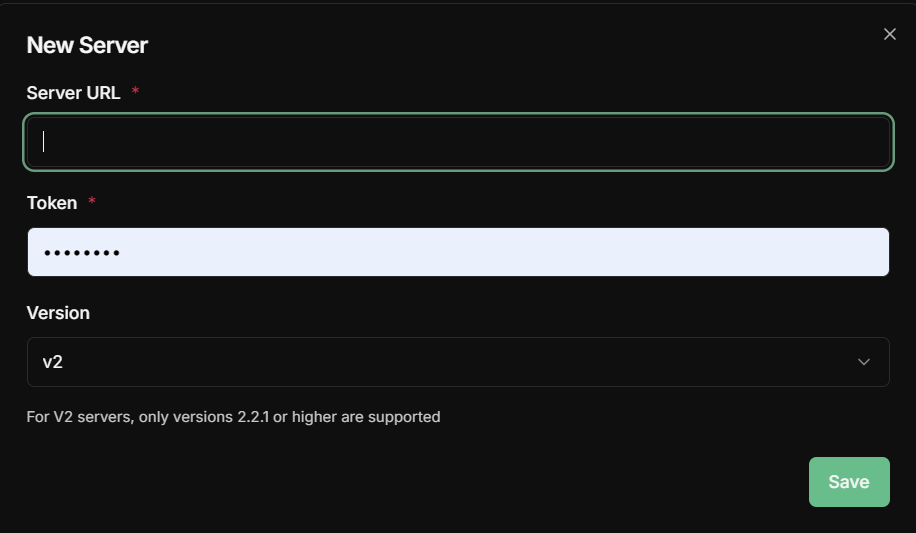 New Server
Server URL *
Token *
••••••••
Version
v2
For V2 servers, only versions 2.2.1 or higher are supported
Save